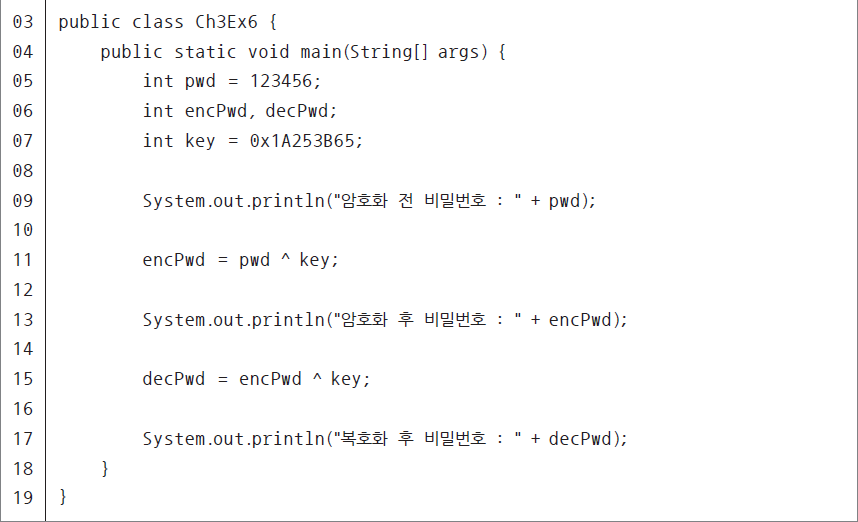 03 public class Ch3Ex6 {
04     public static void main(String[] args) {
05         int pwd = 123456;
06         int encPwd, decPwd;
07         int key = 0x1A253B65;
08
09         System.out.println("암호화 전 비밀번호 : " + pwd);
10
11         encPwd = pwd ^ key;
12
13         System.out.println("암호화 후 비밀번호 : " + encPwd);
14
15         decPwd = encPwd ^ key;
16
17         System.out.println("복호화 후 비밀번호 : " + decPwd);
18     }
19 }